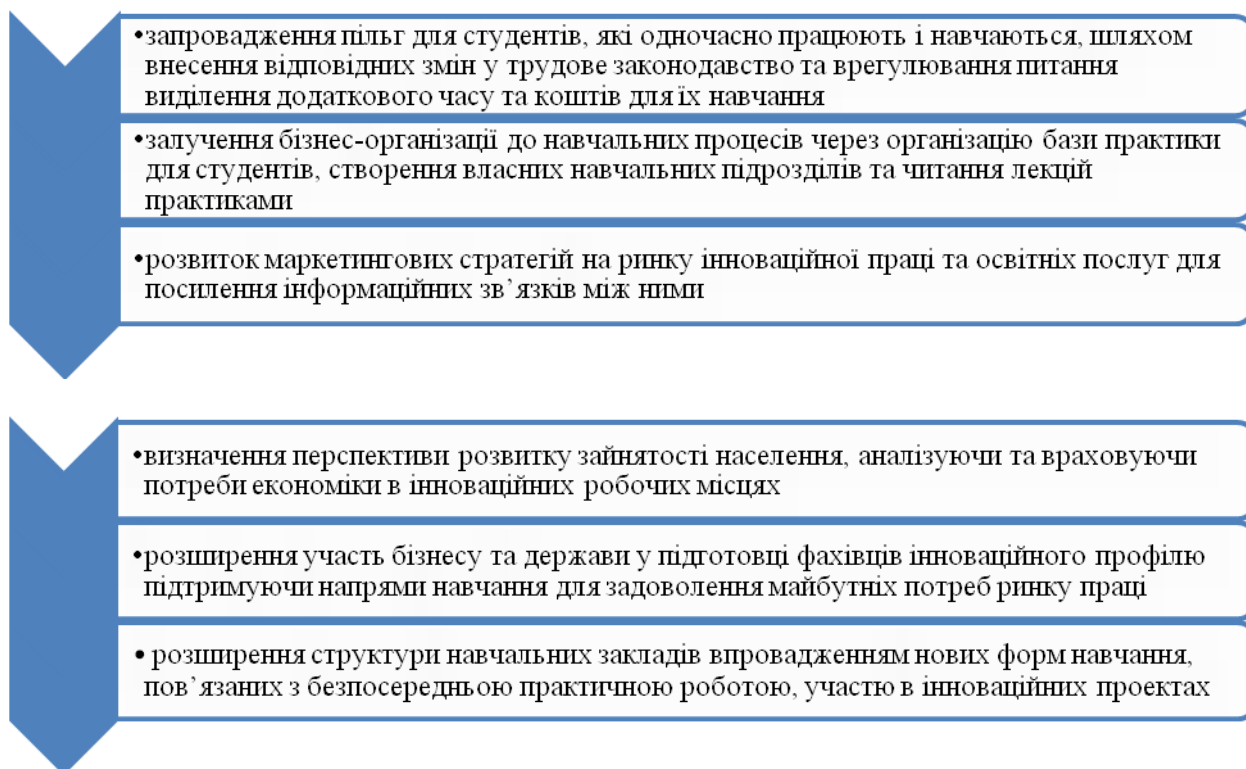 •запровадження пільг для студентів, які одночасно працюють і навчаються, шляхом
внесення відповідних змін у трудове законодавство та врегулювання питання
виділення додаткового часу та коштів для їх навчання
•залучення бізнес-організації до навчальних процесів через організацію бази практики
для студентів, створення власних навчальних підрозділів та читання лекцій
практиками
•розвиток маркетингових стратегій на ринку інноваційної праці та освітніх послуг для
посилення інформаційних зв’язків між ними
•визначення перспективи розвитку зайнятості населення, аналізуючи та враховуючи
потреби економіки в інноваційних робочих місцях
•розширення участь бізнесу та держави у підготовці фахівців інноваційного профілю
підтримуючи напрями навчання для задоволення майбутніх потреб ринку праці
• розширення структури навчальних закладів впровадженням нових форм навчання,
пов’язаних з безпосередньою практичною роботою, участю в інноваційних проектах